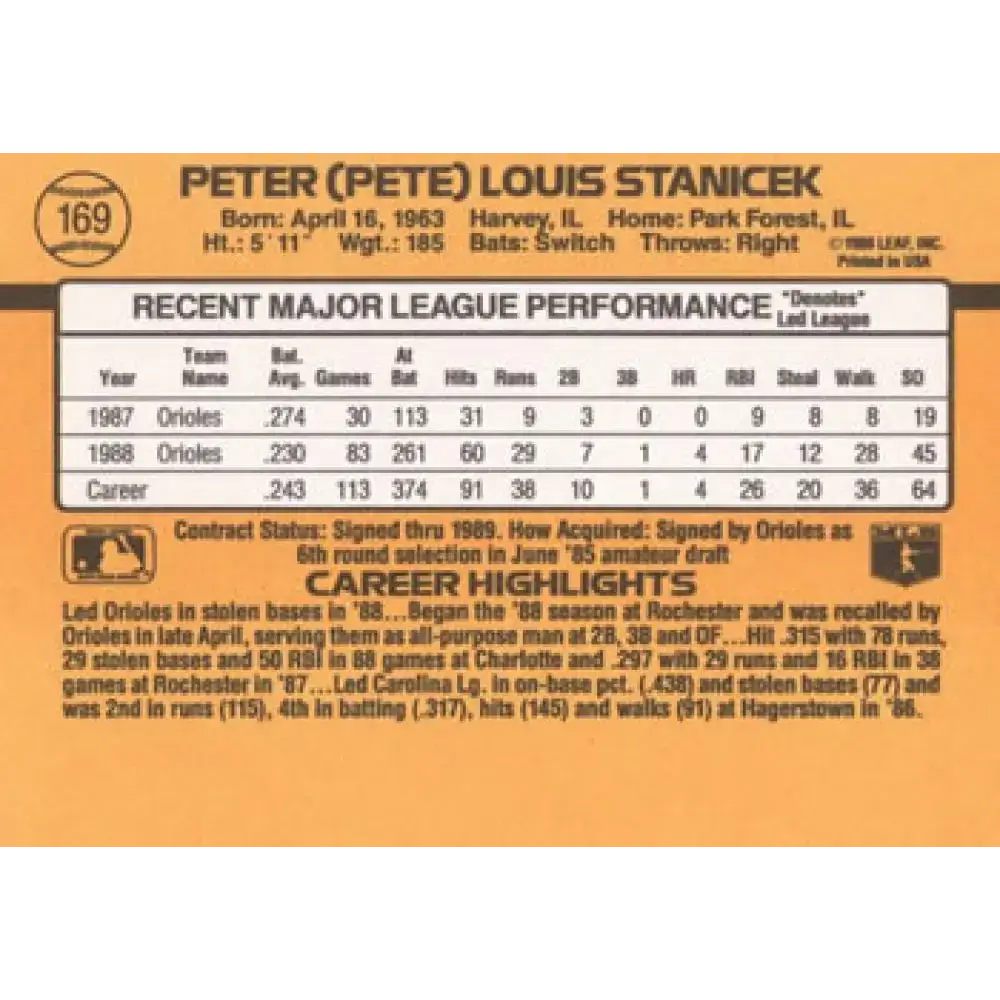 169
PETER (PETE) LOUIS STANICEK
Born: April 16, 1963 Harvey, IL Home: Park Forest, IL
Ht.: 5' 11" Wgt.: 185 Bats: Switch Throws: Right © 1988 LEAF, INC.
Printed in USA
RECENT MAJOR LEAGUE PERFORMANCE *Denotes*
Led League
Year Team Name Bat. Avg. Games At Bat Hits Runs 2B 3B HR RBI Steal Walk SO
1987 Orioles .274 30 113 31 9 3 0 0 9 8 8 19
1988 Orioles .230 83 261 60 29 7 1 4 17 12 28 45
Career .243 113 374 91 38 10 1 4 26 20 36 64
Contract Status: Signed thru 1989. How Acquired: Signed by Orioles as
6th round selection in June '85 amateur draft
CAREER HIGHLIGHTS
Led Orioles in stolen bases in '88...Began the '88 season at Rochester and was recalled by
Orioles in late April, serving them as all-purpose man at 2B, 3B and OF...Hit .315 with 78 runs,
29 stolen bases and 50 RBI in 88 games at Charlotte and .297 with 29 runs and 16 RBI in 38
games at Rochester in '87...Led Carolina Lg. in on-base pct. (.438) and stolen bases (77) and
was 2nd in runs (115), 4th in batting (.317), hits (145) and walks (91) at Hagerstown in '86.